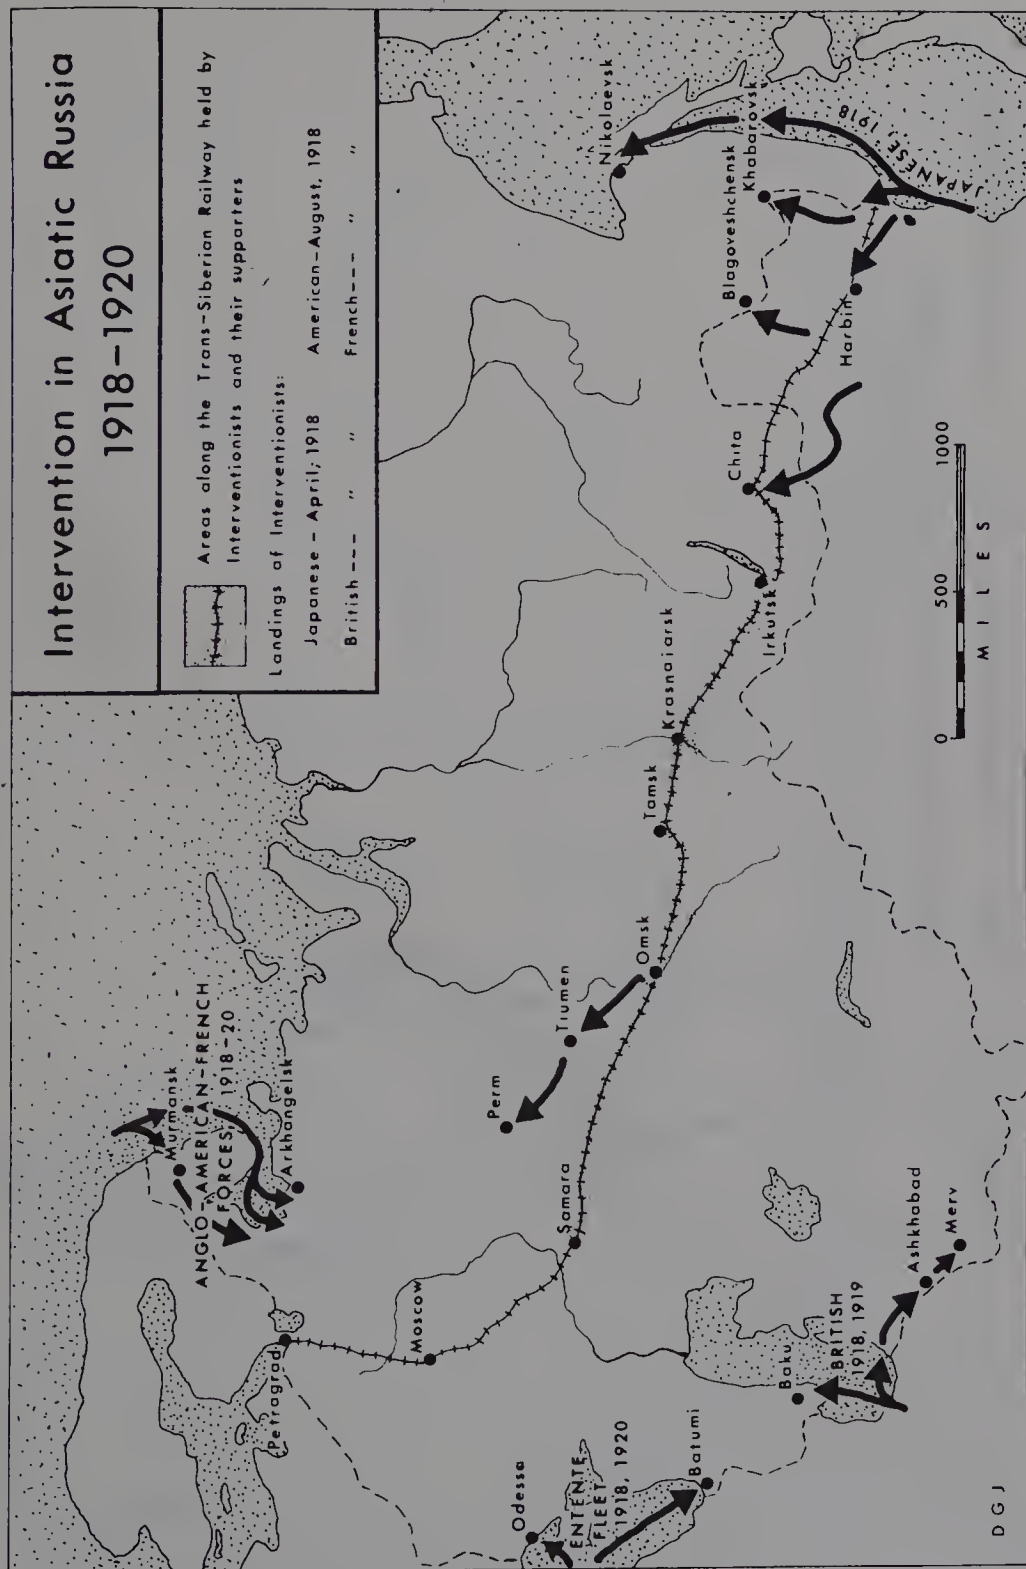 Intervention in Asiatic Russia
1918–1920
Areas along the Trans-Siberian Railway held by
Interventionists and their supporters
Landings of Interventionists:
Japanese – April, 1918 American–August, 1918
British--- " " French--- " "
Murmansk
ANGLO-AMERICAN-FRENCH
FORCES, 1918-20
Arkhangelsk
Petragrad
Moscow
Samara
Perm
Tiumen
Omsk
Tamsk
Krasnaiarsk
Irkutsk
Chita
Blagoveshchensk
Khabarovsk
Nikolaevsk
Harbin
JAPANESE, 1918
Odessa
ENTENTE
FLEET
1918, 1920
Batumi
Baku
BRITISH
1918, 1919
Ashkhabad
Merv
0 500 1000
MILES
DGJ